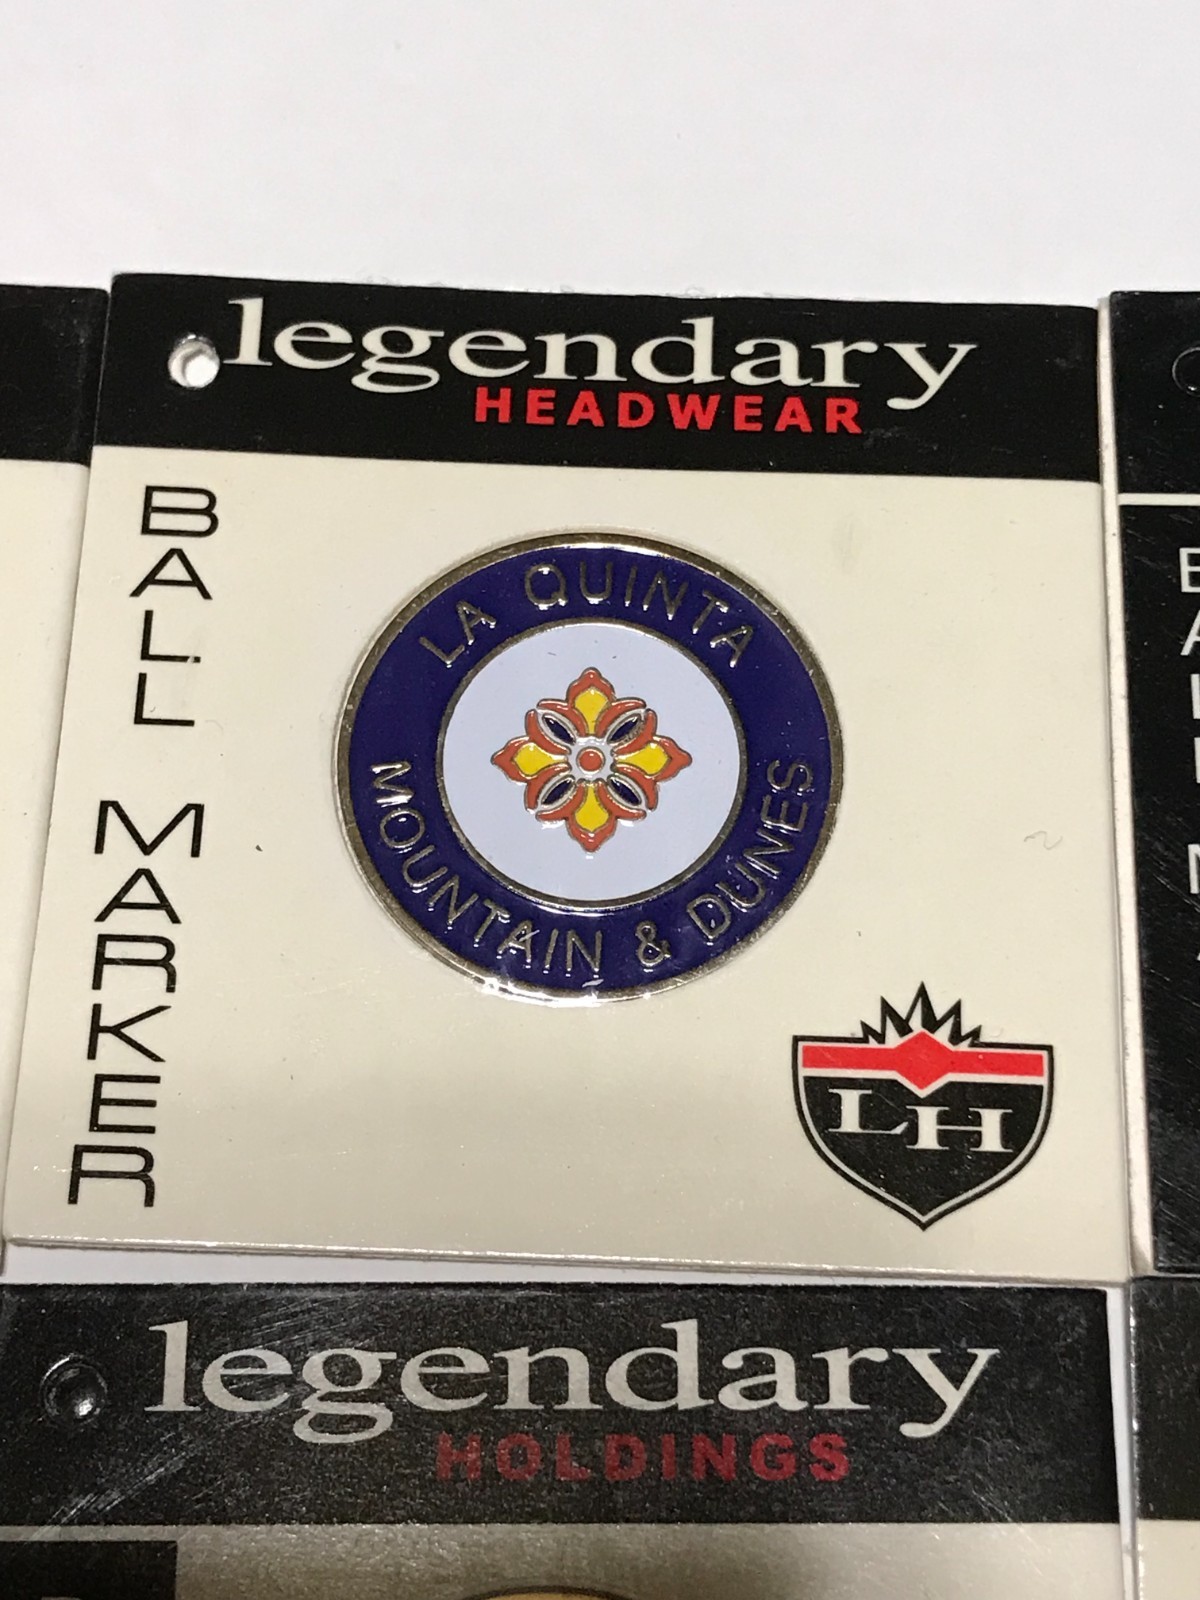 legendary
HEADWEAR
BALL MARKER
LA QUINTA
MOUNTAIN & DUNES
LH
legendary
HOLDINGS